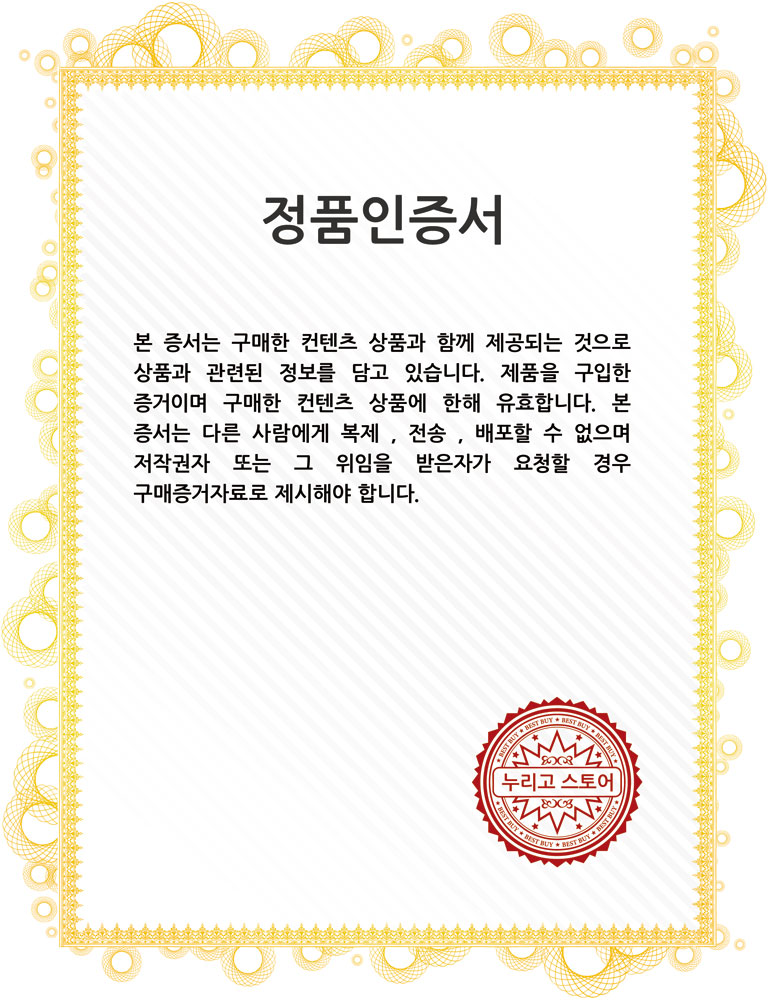 정품인증서
본 증서는 구매한 컨텐츠 상품과 함께 제공되는 것으로
상품과 관련된 정보를 담고 있습니다. 제품을 구입한
증거이며 구매한 컨텐츠 상품에 한해 유효합니다. 본
증서는 다른 사람에게 복제 , 전송 , 배포할 수 없으며
저작권자 또는 그 위임을 받은자가 요청할 경우
구매증거자료로 제시해야 합니다.
BEST BUY ★ BEST BUY ★ BEST BUY ★ BEST BUY
누리고 스토어
BEST BUY ★ BEST BUY ★ BEST BUY ★ BEST BUY